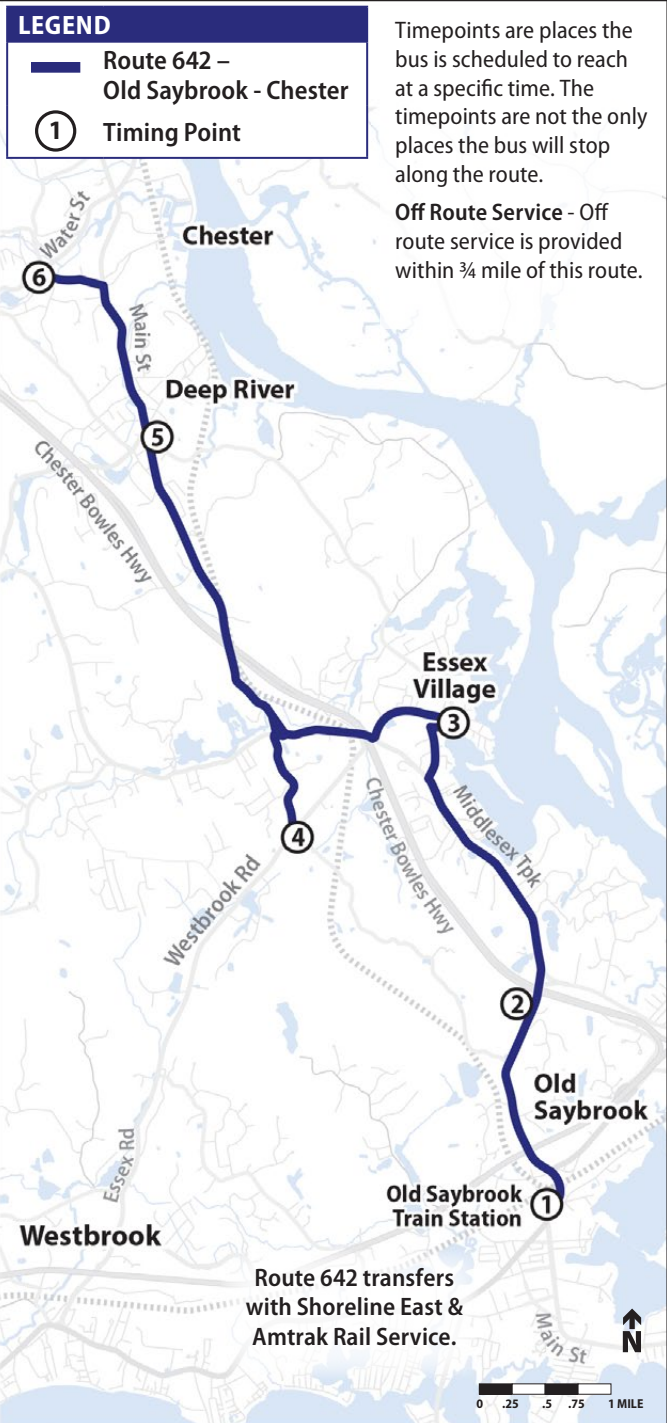 LEGEND
Route 642 –
Old Saybrook - Chester
1 Timing Point
Timepoints are places the
bus is scheduled to reach
at a specific time. The
timepoints are not the only
places the bus will stop
along the route.
Off Route Service - Off
route service is provided
within ¾ mile of this route.
Water St
Chester
6
Main St
Deep River
5
Chester Bowles Hwy
Essex
Village
3
4
Middlesex Tpk
Chester Bowles Hwy
Westbrook Rd
2
Old
Saybrook
Essex Rd
Old Saybrook
Train Station
1
Westbrook
Route 642 transfers
with Shoreline East &
Amtrak Rail Service.
Main St
N
0 .25 .5 .75 1 MILE